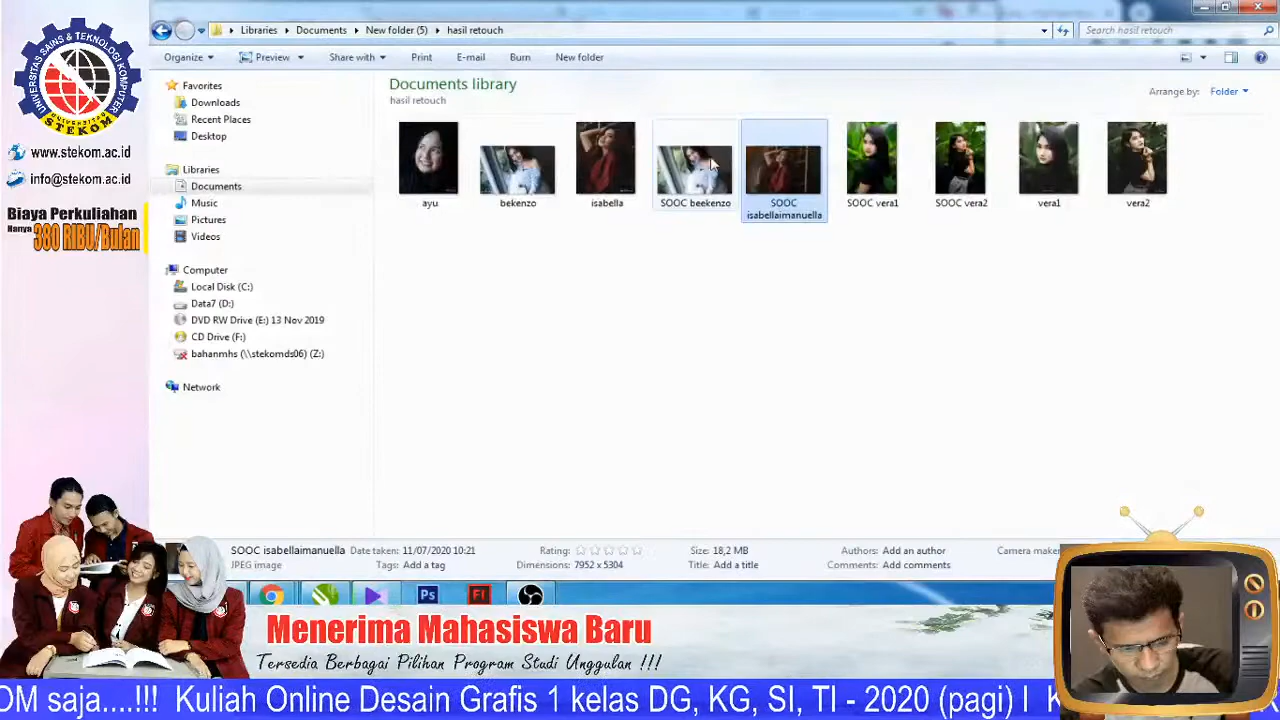 UNIVERSITAS SAINS & TEKNOLOGI KOMPUTER
UNIVERSITAS
STEKOM
www.stekom.ac.id
info@stekom.ac.id
Biaya Perkuliahan
Hanya 380 RIBU/Bulan
Libraries Documents New folder (5) hasil retouch
Search hasil retouch
Organize Preview Share with Print E-mail Burn New folder
Favorites
Downloads
Recent Places
Desktop
Libraries
Documents
Music
Pictures
Videos
Computer
Local Disk (C:)
Data7 (D:)
DVD RW Drive (E:) 13 Nov 2019
CD Drive (F:)
bahanmhs (\\stekomds06) (Z:)
Network
Documents library
hasil retouch
Arrange by: Folder
ayu
bekenzo
isabella
SOOC beekenzo
SOOC
isabellaimanuella
SOOC vera1
SOOC vera2
vera1
vera2
SOOC isabellaimanuella Date taken: 11/07/2020 10:21 Rating: Size: 18,2 MB Authors: Add an author Camera maker
JPEG image Tags: Add a tag Dimensions: 7952 x 5304 Title: Add a title Comments: Add comments
Ps
Fl
Menerima Mahasiswa Baru
Tersedia Berbagai Pilihan Program Studi Unggulan !!!
OM saja....!!! Kuliah Online Desain Grafis 1 kelas DG, KG, SI, TI - 2020 (pagi) I K